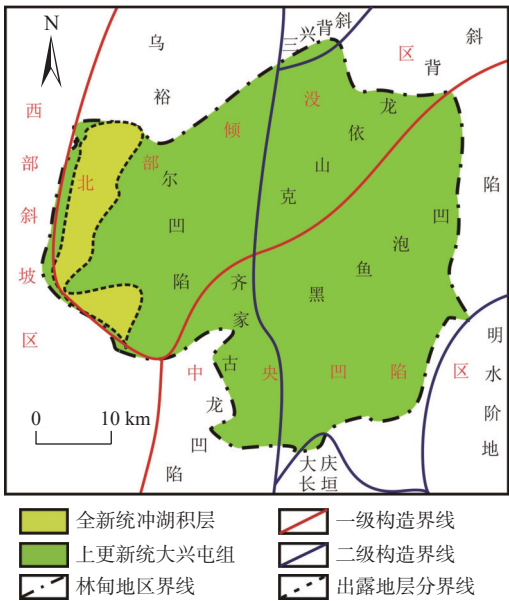 N
三兴背斜
乌裕尔凹陷
克山依龙背斜
北部倾没区
西部斜坡区
齐家古龙凹陷
黑鱼泡凹陷
中央凹陷区
明水阶地
大庆
长垣
0 10 km
全新统冲湖积层
一级构造界线
上更新统大兴屯组
二级构造界线
林甸地区界线
出露地层分界线